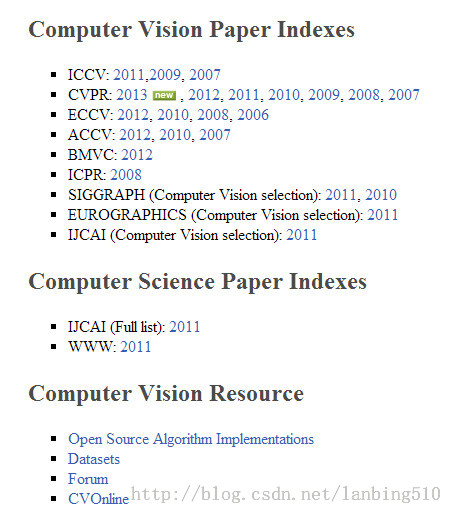 Computer Vision Paper Indexes
ICCV: 2011,2009, 2007
CVPR: 2013 new , 2012, 2011, 2010, 2009, 2008, 2007
ECCV: 2012, 2010, 2008, 2006
ACCV: 2012, 2010, 2007
BMVC: 2012
ICPR: 2008
SIGGRAPH (Computer Vision selection): 2011, 2010
EUROGRAPHICS (Computer Vision selection): 2011
IJCAI (Computer Vision selection): 2011
Computer Science Paper Indexes
IJCAI (Full list): 2011
WWW: 2011
Computer Vision Resource
Open Source Algorithm Implementations
Datasets
Forum
CVOnline
http://blog.csdn.net/lanbing510